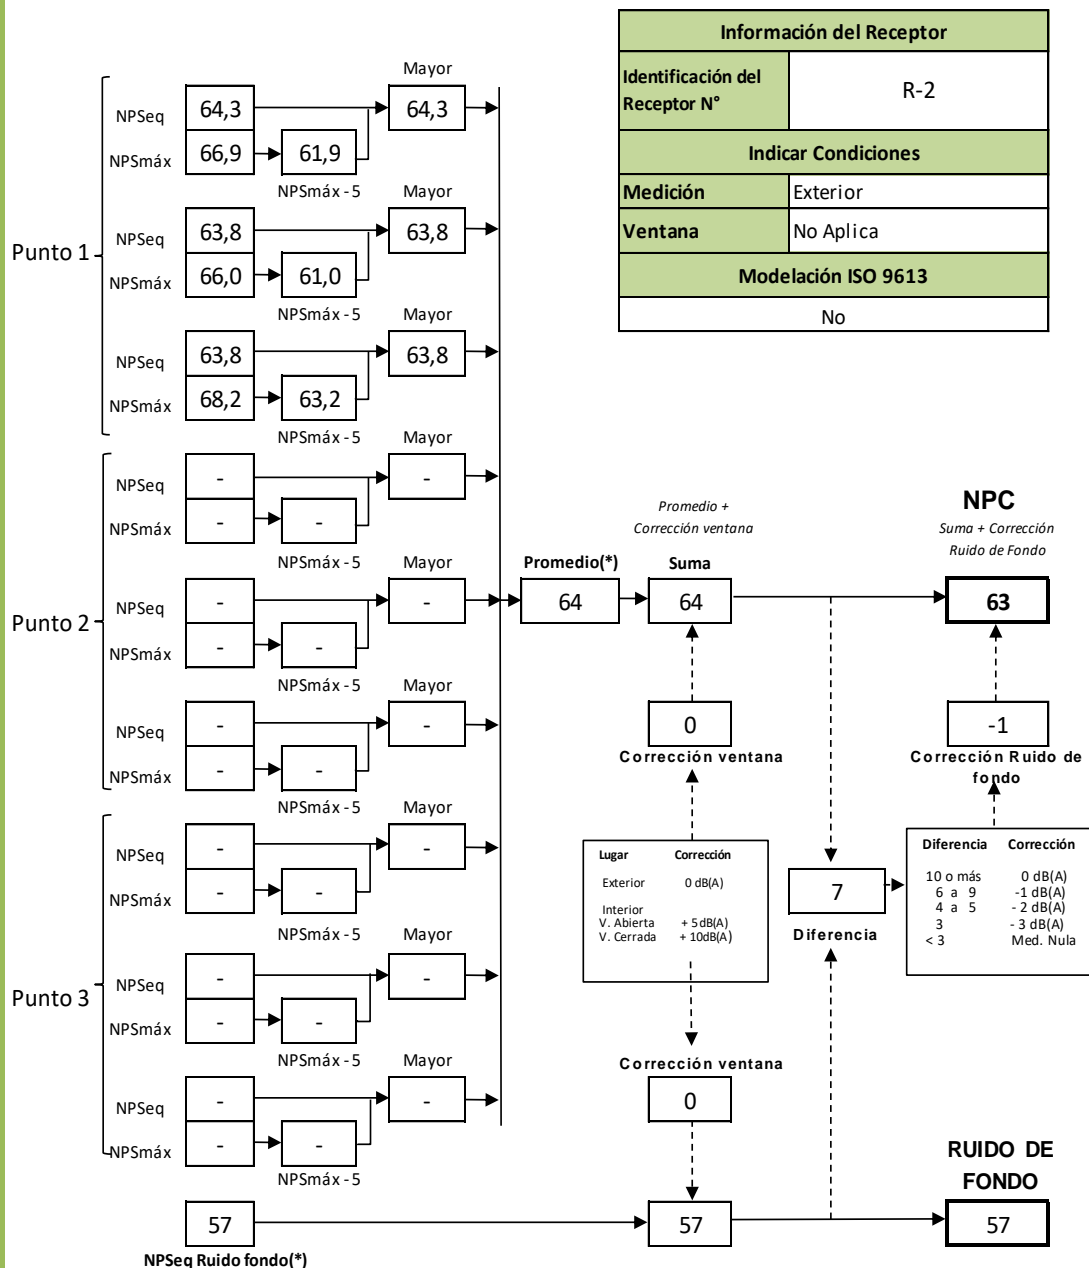 Información del Receptor
Identificación del Receptor N°
R-2
Indicar Condiciones
Medición
Exterior
Ventana
No Aplica
Modelación ISO 9613
No
Punto 1
Mayor
NPSeq
64,3
64,3
NPSmáx
66,9
61,9
NPSmáx - 5
Mayor
NPSeq
63,8
63,8
NPSmáx
66,0
61,0
NPSmáx - 5
Mayor
NPSeq
63,8
63,8
NPSmáx
68,2
63,2
NPSmáx - 5
Punto 2
Mayor
NPSeq
-
-
NPSmáx
-
-
NPSmáx - 5
Mayor
NPSeq
-
-
NPSmáx
-
-
NPSmáx - 5
Mayor
NPSeq
-
-
NPSmáx
-
-
NPSmáx - 5
Punto 3
Mayor
NPSeq
-
-
NPSmáx
-
-
NPSmáx - 5
Mayor
NPSeq
-
-
NPSmáx
-
-
NPSmáx - 5
Mayor
NPSeq
-
-
NPSmáx
-
-
NPSmáx - 5
Promedio(*)
64
Promedio +
Corrección ventana
Suma
64
NPC
Suma + Corrección
Ruido de Fondo
63
0
Corrección ventana
-1
Corrección Ruido de
fondo
Lugar Corrección
Exterior 0 dB(A)
Interior
V. Abierta + 5dB(A)
V. Cerrada + 10dB(A)
7
Diferencia
Diferencia Corrección
10 o más 0 dB(A)
6 a 9 -1 dB(A)
4 a 5 - 2 dB(A)
3 - 3 dB(A)
< 3 Med. Nula
Corrección ventana
0
57
57
RUIDO DE
FONDO
57
NPSeq Ruido fondo(*)